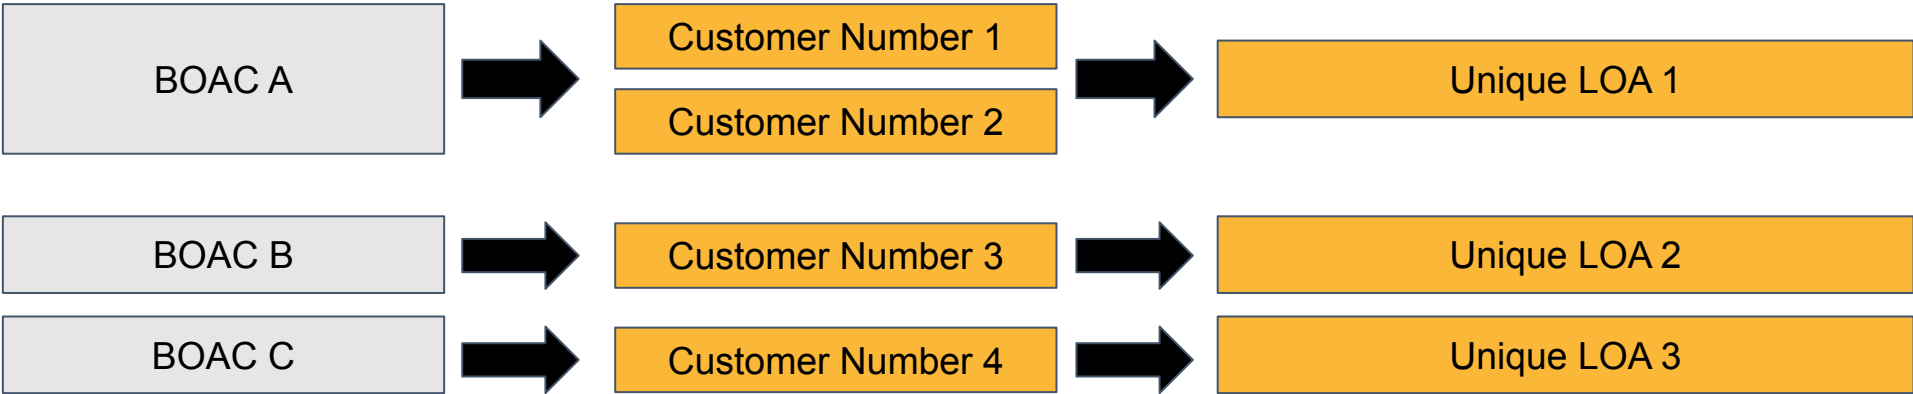 BOAC A
Customer Number 1
Customer Number 2
Unique LOA 1
BOAC B
Customer Number 3
Unique LOA 2
BOAC C
Customer Number 4
Unique LOA 3